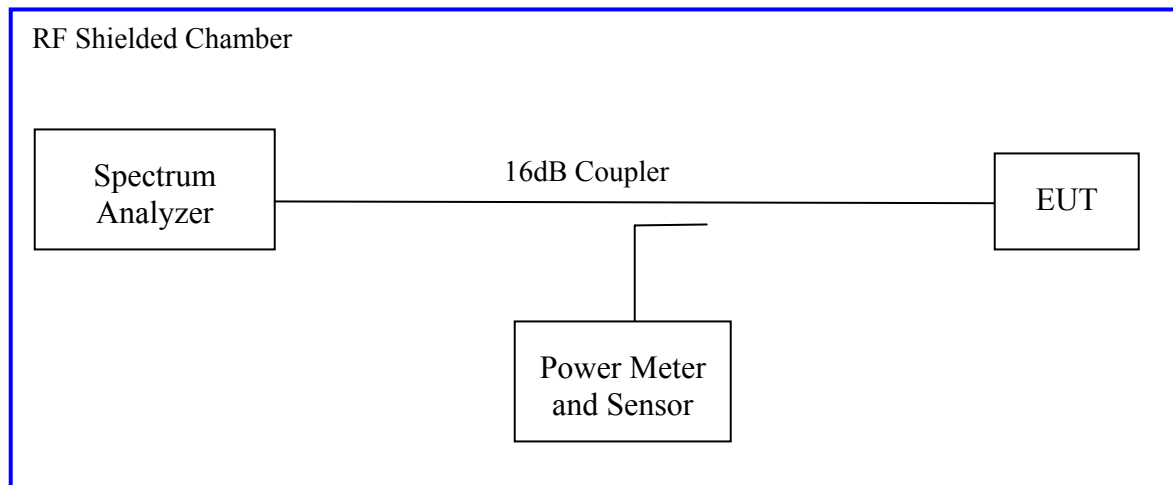 RF Shielded Chamber
Spectrum
Analyzer
16dB Coupler
EUT
Power Meter
and Sensor